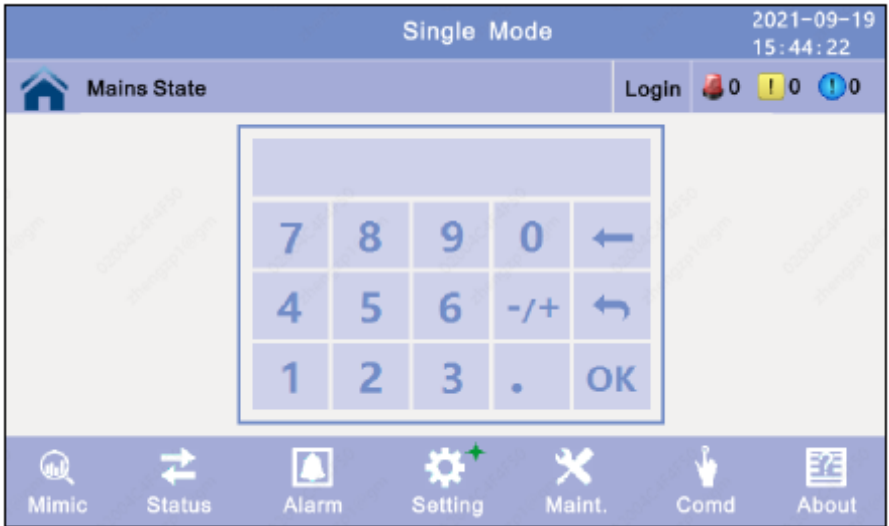 Single Mode
2021-09-19
15:44:22
Mains State
Login
0
! 0
! 0
7 8 9 0
4 5 6 -/+
1 2 3 . OK
Mimic Status Alarm Setting Maint. Comd About